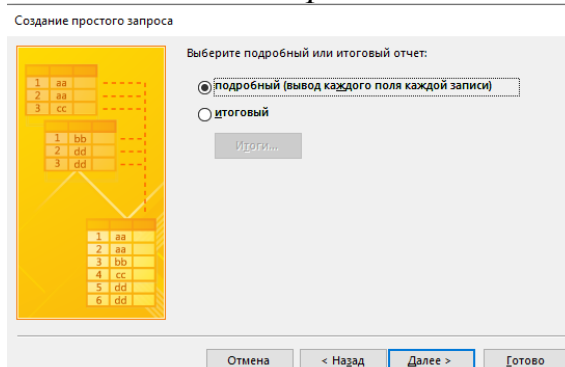 Создание простого запроса
Выберите подробный или итоговый отчет:
подробный (вывод каждого поля каждой записи)
итоговый
Итоги...
1 aa
2 aa
3 cc
1 bb
2 dd
3 dd
1 aa
2 aa
3 bb
4 cc
5 dd
6 dd
Отмена
< Назад
Далее >
Готово